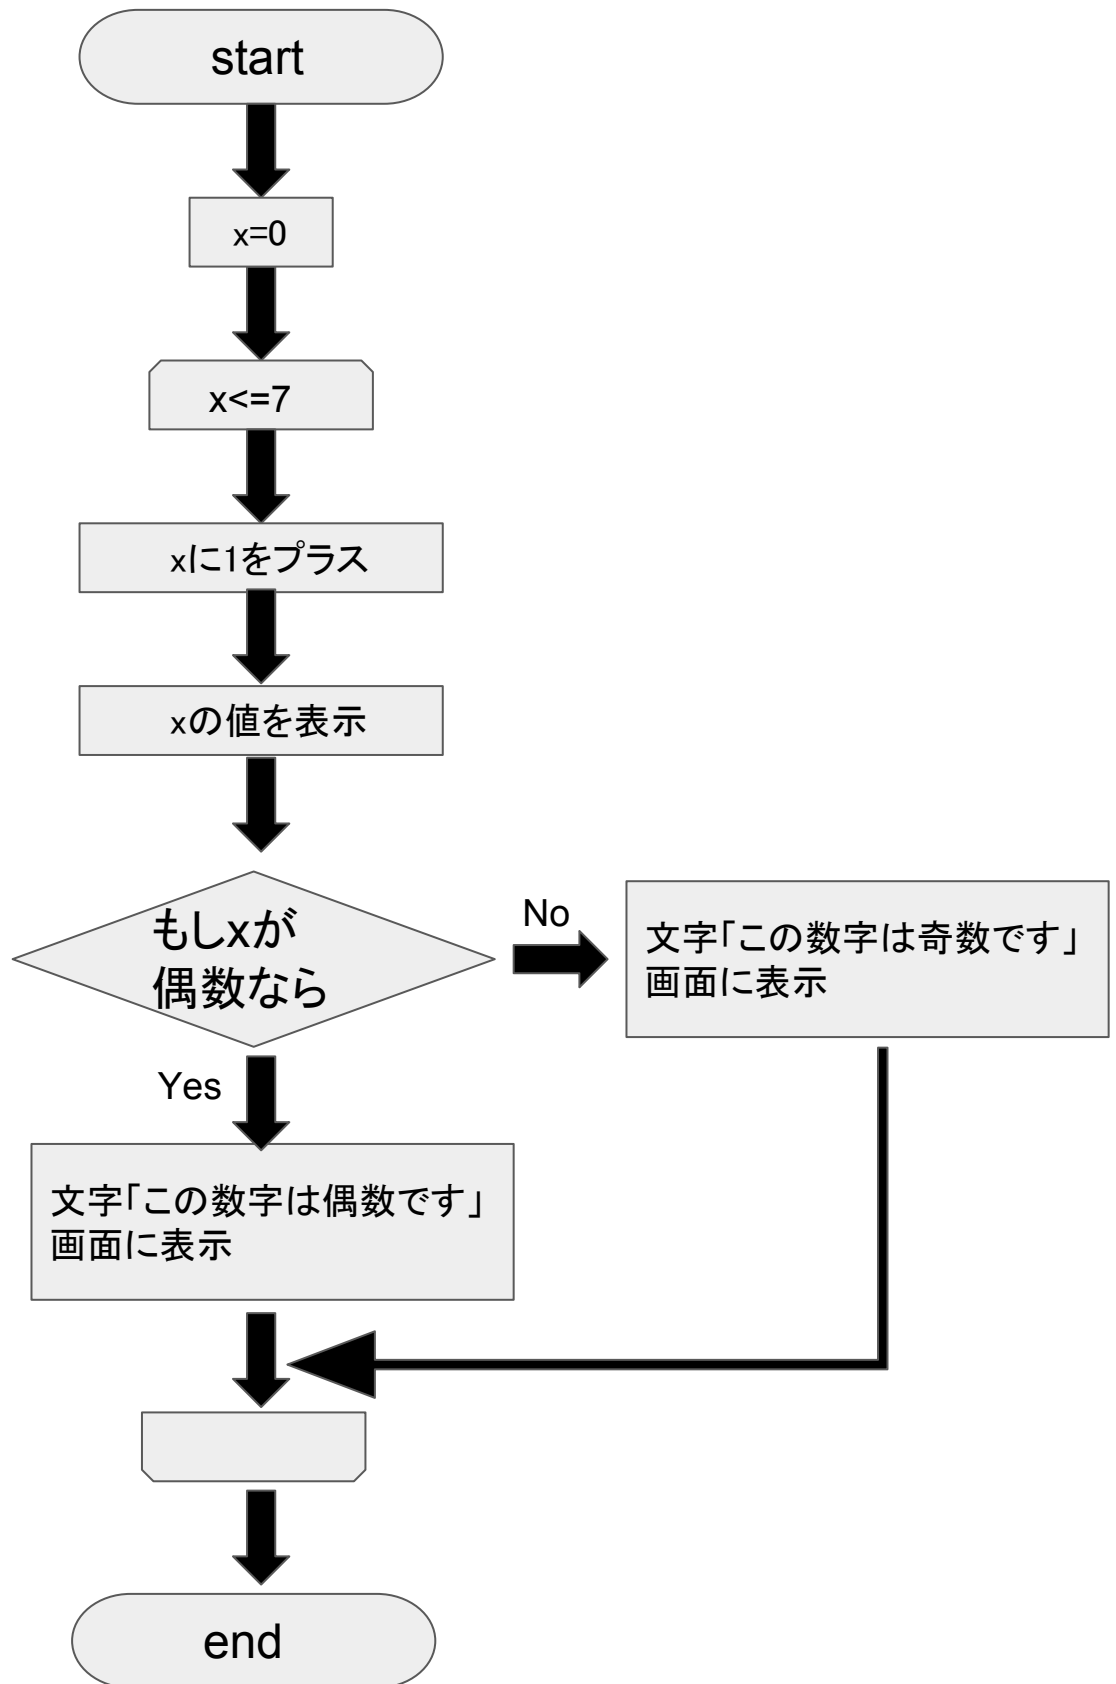 start
x=0
x<=7
xに1をプラス
xの値を表示
もしxが
偶数なら
No
文字「この数字は奇数です」
画面に表示
Yes
文字「この数字は偶数です」
画面に表示
end